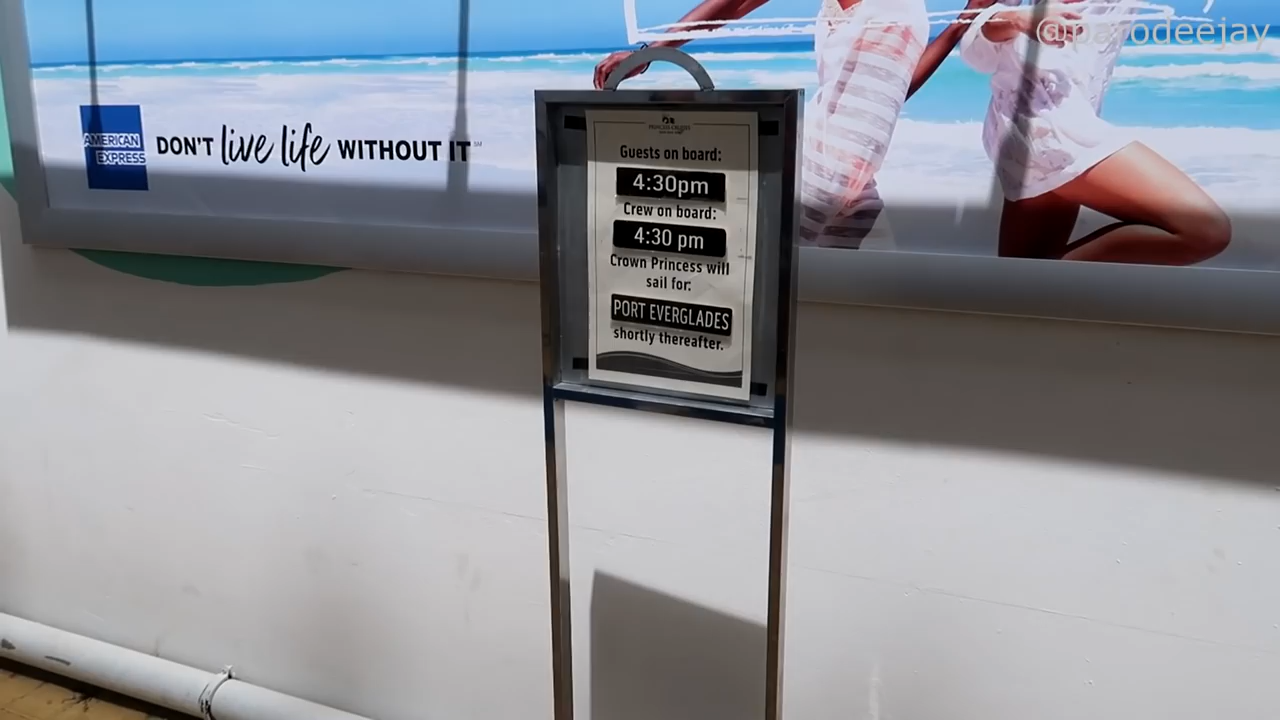 @parodeejay
AMERICAN
EXPRESS
DON'T live life WITHOUT IT
PRINCESS CRUISES
Guests on board:
4:30pm
Crew on board:
4:30 pm
Crown Princess will
sail for:
PORT EVERGLADES
shortly thereafter.